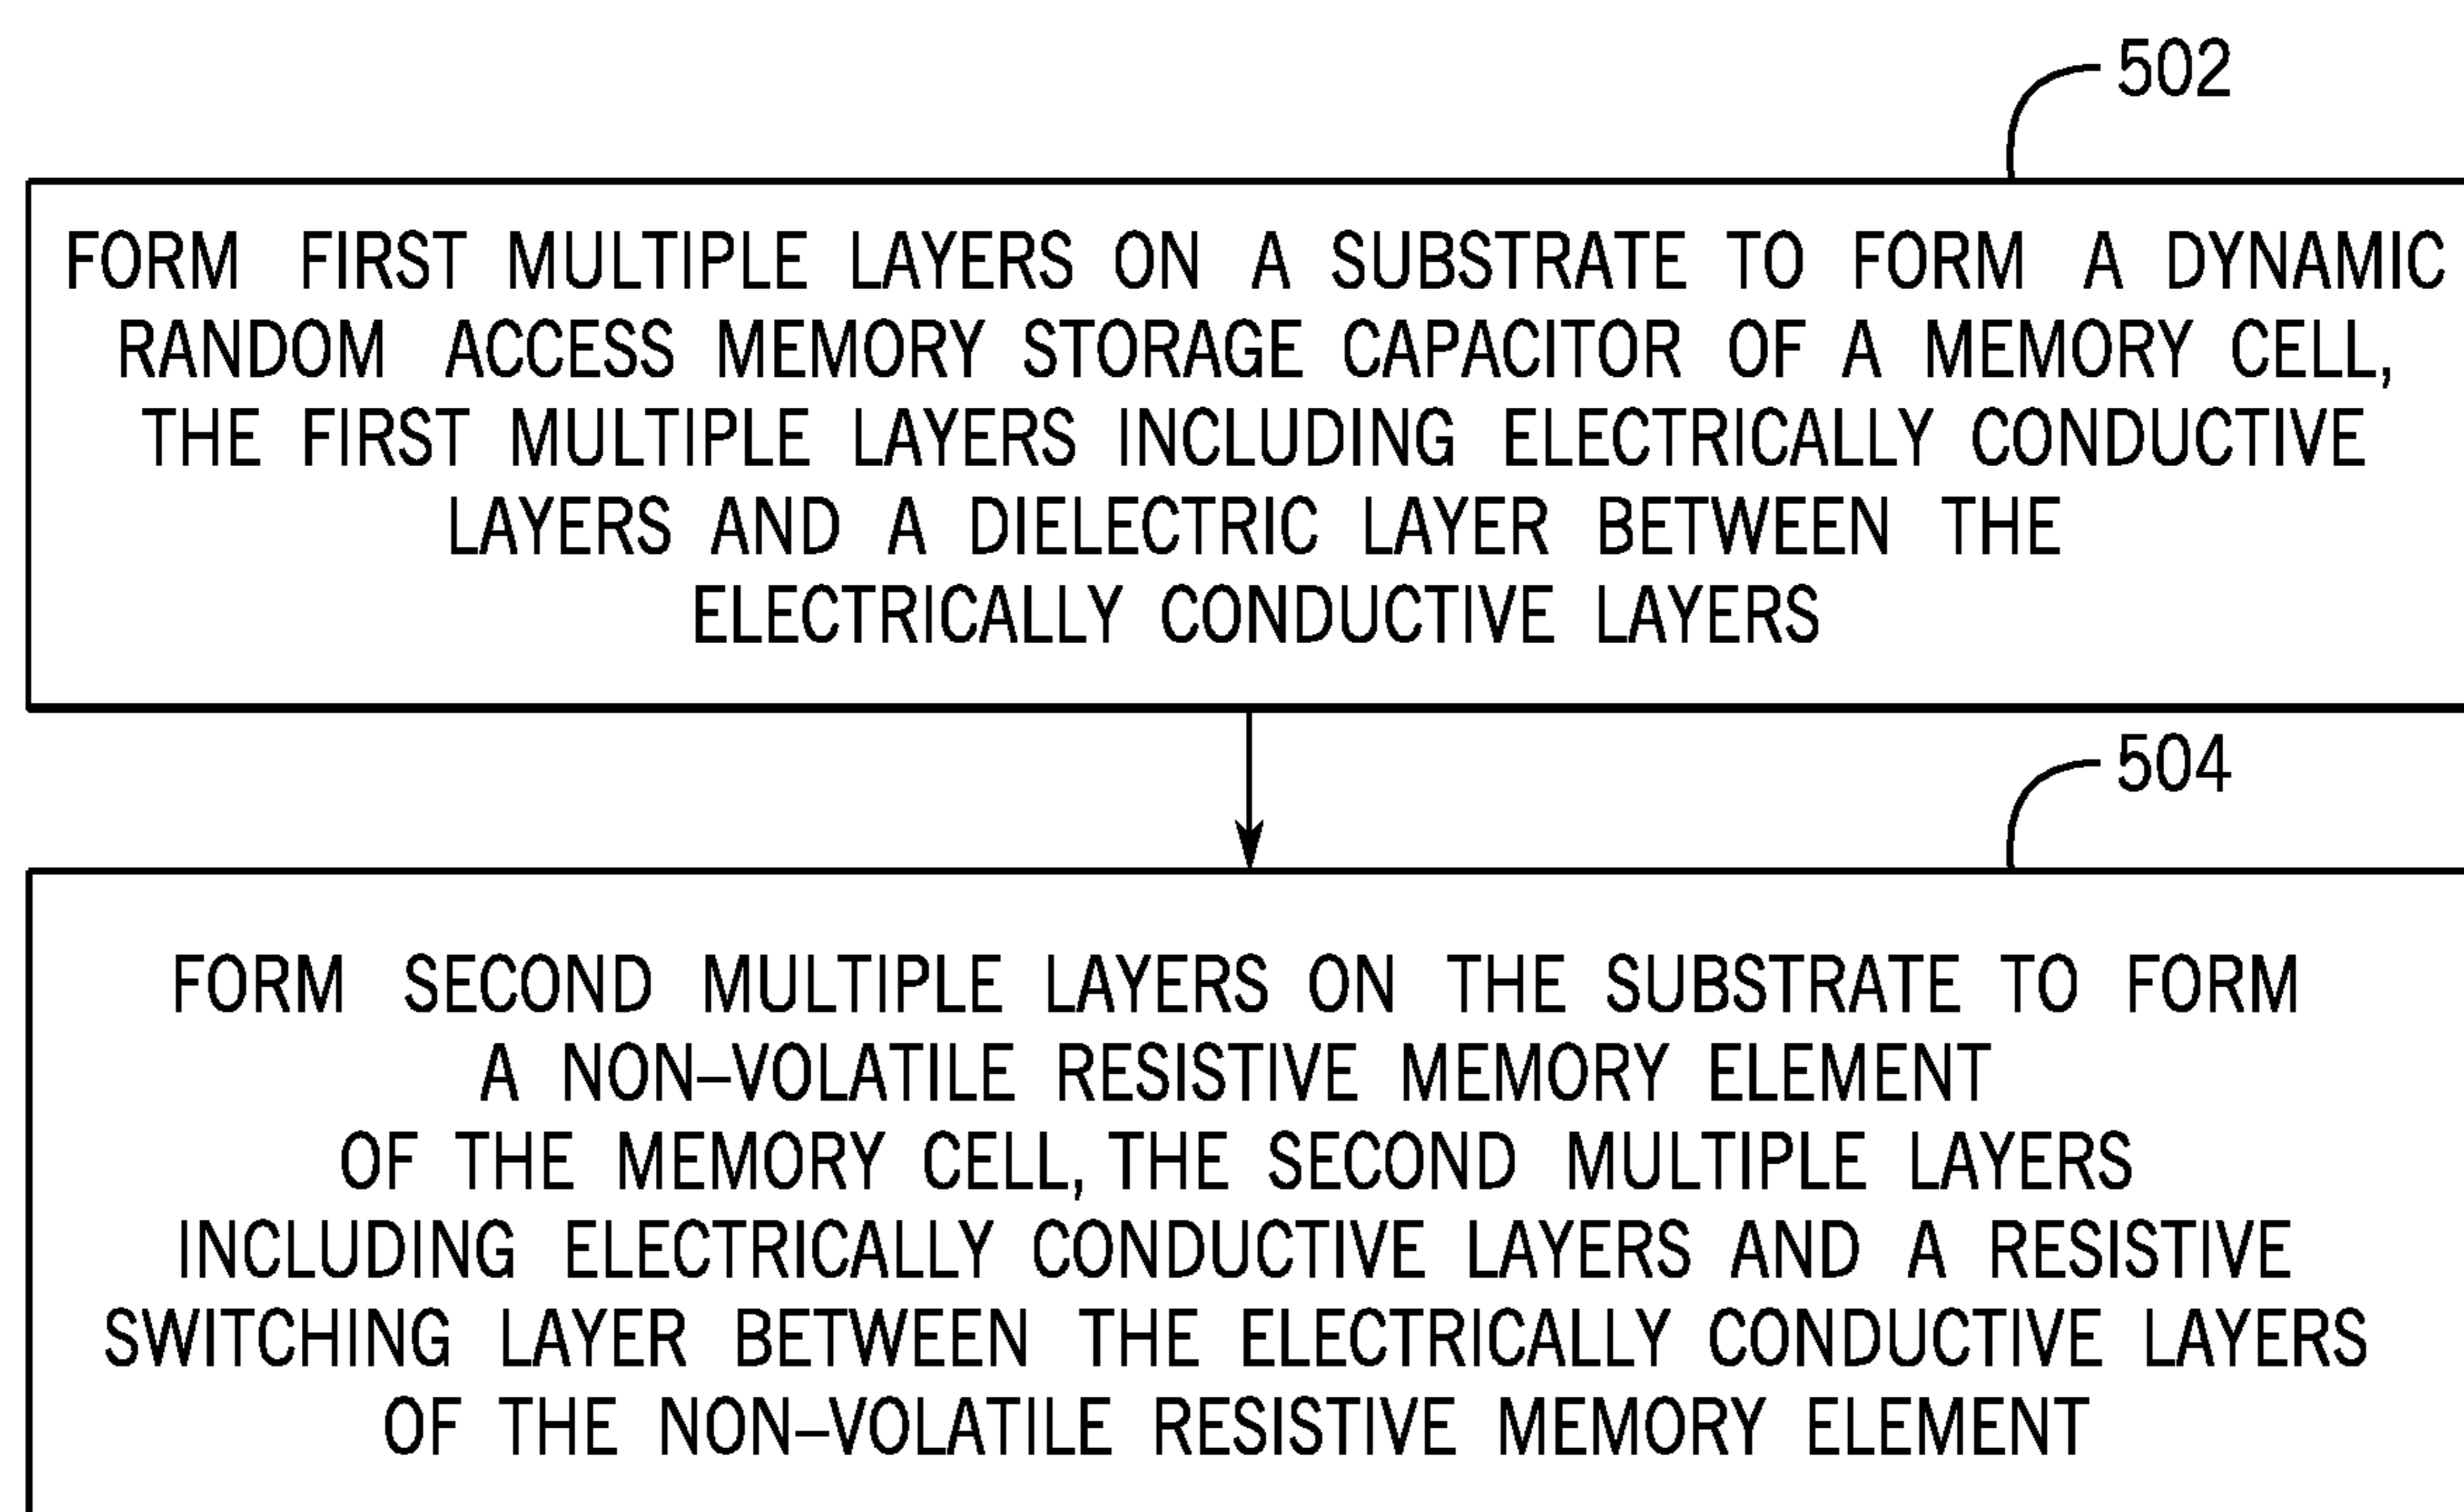 502
FORM FIRST MULTIPLE LAYERS ON A SUBSTRATE TO FORM A DYNAMIC
RANDOM ACCESS MEMORY STORAGE CAPACITOR OF A MEMORY CELL,
THE FIRST MULTIPLE LAYERS INCLUDING ELECTRICALLY CONDUCTIVE
LAYERS AND A DIELECTRIC LAYER BETWEEN THE
ELECTRICALLY CONDUCTIVE LAYERS
504
FORM SECOND MULTIPLE LAYERS ON THE SUBSTRATE TO FORM
A NON–VOLATILE RESISTIVE MEMORY ELEMENT
OF THE MEMORY CELL, THE SECOND MULTIPLE LAYERS
INCLUDING ELECTRICALLY CONDUCTIVE LAYERS AND A RESISTIVE
SWITCHING LAYER BETWEEN THE ELECTRICALLY CONDUCTIVE LAYERS
OF THE NON–VOLATILE RESISTIVE MEMORY ELEMENT